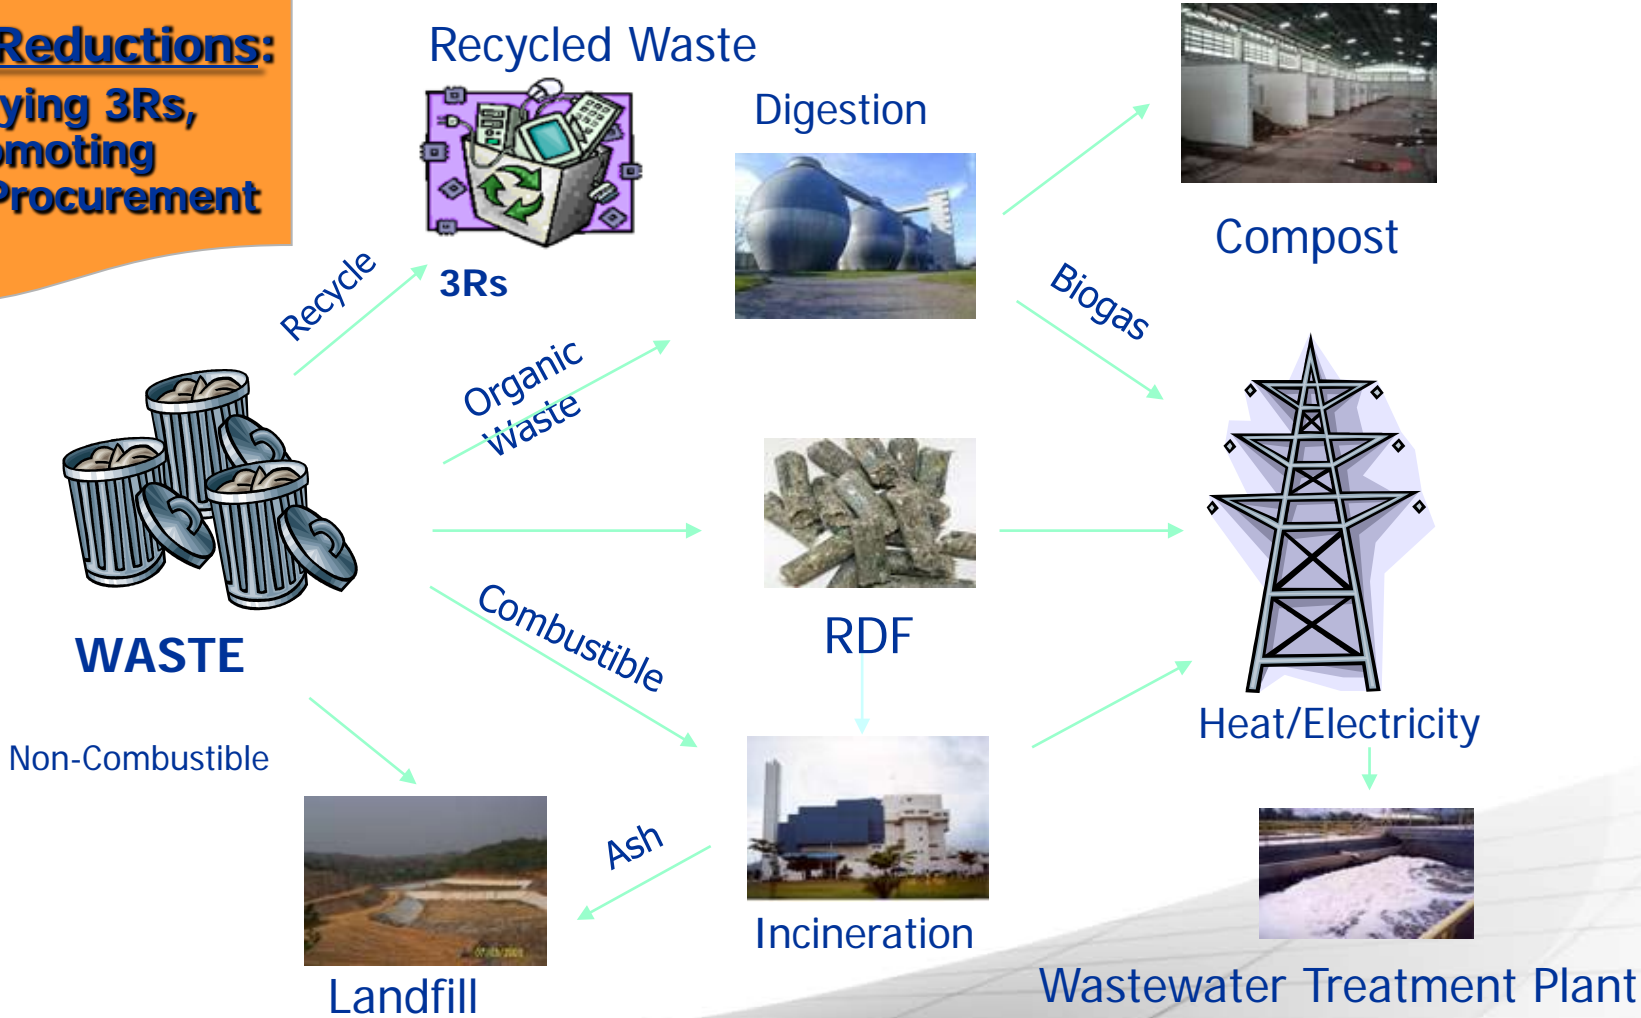 Reductions:
ying 3Rs,
omoting
Procurement
Recycled Waste
3Rs
Digestion
Compost
Recycle
Organic
Waste
Biogas
WASTE
Combustible
RDF
Heat/Electricity
Non-Combustible
Ash
Landfill
Incineration
Wastewater Treatment Plant